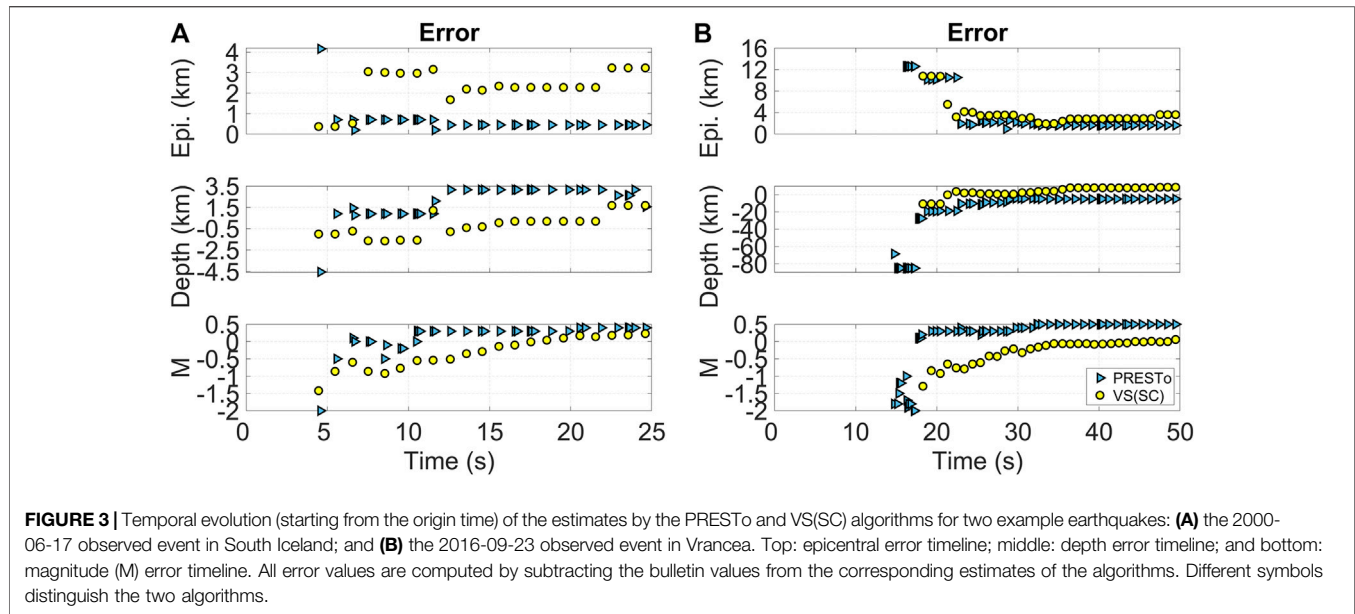 A
Error
Epi. (km)
4
3
2
1
0
Depth (km)
3.5
1.5
-0.5
-2.5
-4.5
M
0.5
0
-0.5
-1
-1.5
-2
0 5 10 15 20 25
Time (s)
B
Error
Epi. (km)
16
12
8
4
0
Depth (km)
0
-20
-40
-60
-80
M
0.5
0
-0.5
-1
-1.5
-2
PRESTo
VS(SC)
0 10 20 30 40 50
Time (s)
FIGURE 3 | Temporal evolution (starting from the origin time) of the estimates by the PRESTo and VS(SC) algorithms for two example earthquakes: (A) the 2000-
06-17 observed event in South Iceland; and (B) the 2016-09-23 observed event in Vrancea. Top: epicentral error timeline; middle: depth error timeline; and bottom:
magnitude (M) error timeline. All error values are computed by subtracting the bulletin values from the corresponding estimates of the algorithms. Different symbols
distinguish the two algorithms.